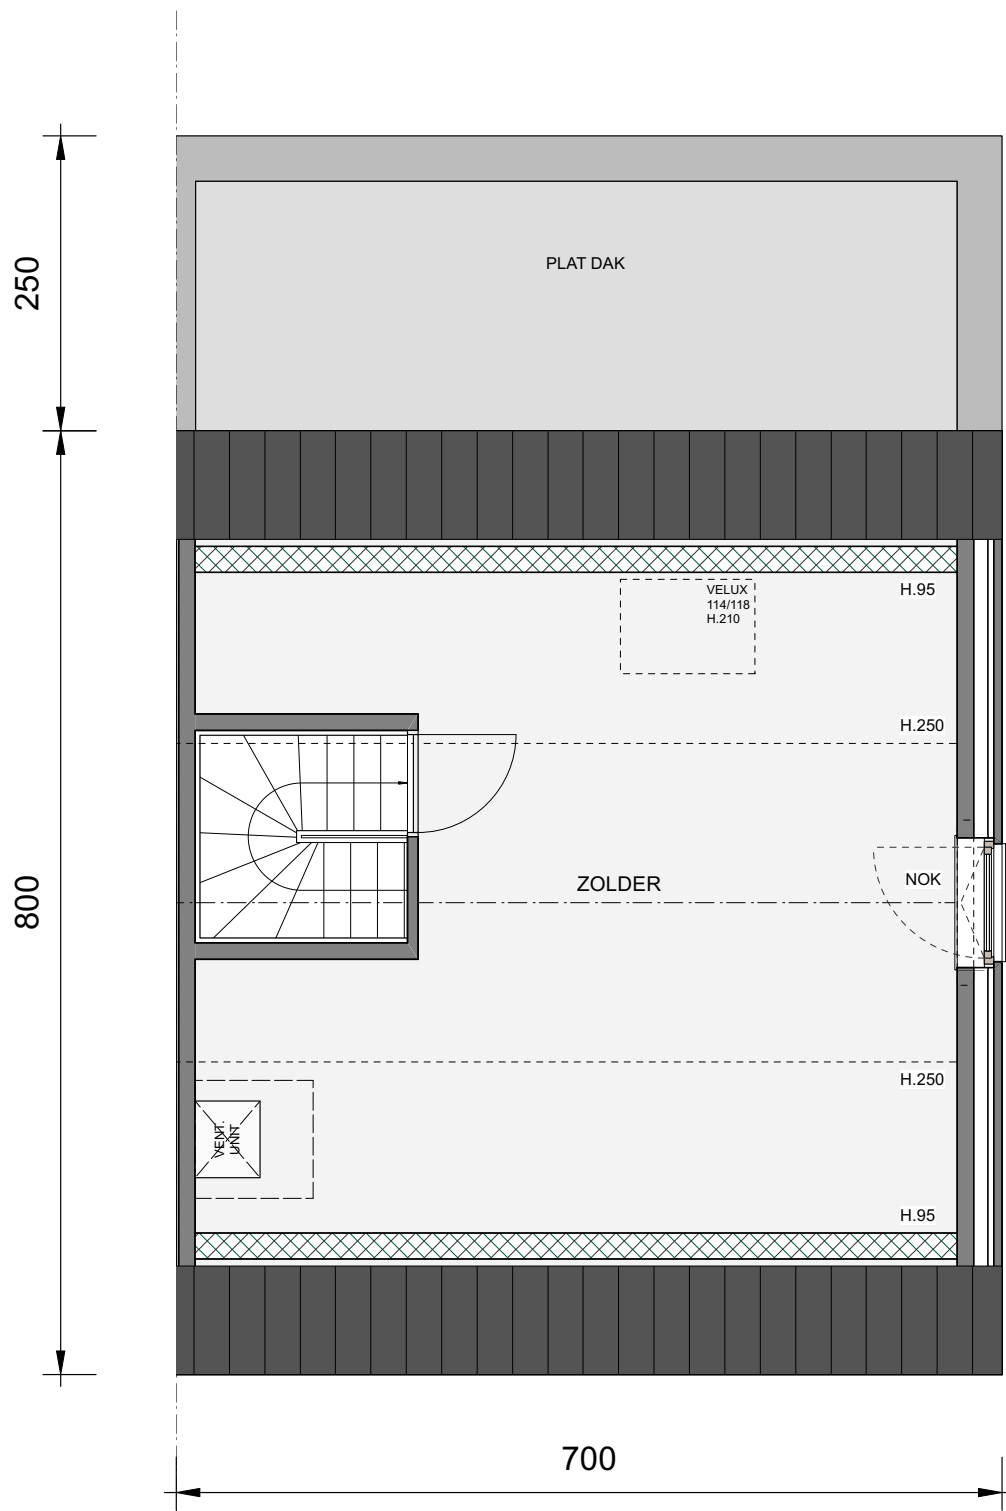 250
PLAT DAK
VELUX
114/118
H.210
H.95
H.250
800
ZOLDER
NOK
H.250
VENT.
UNIT
H.95
700